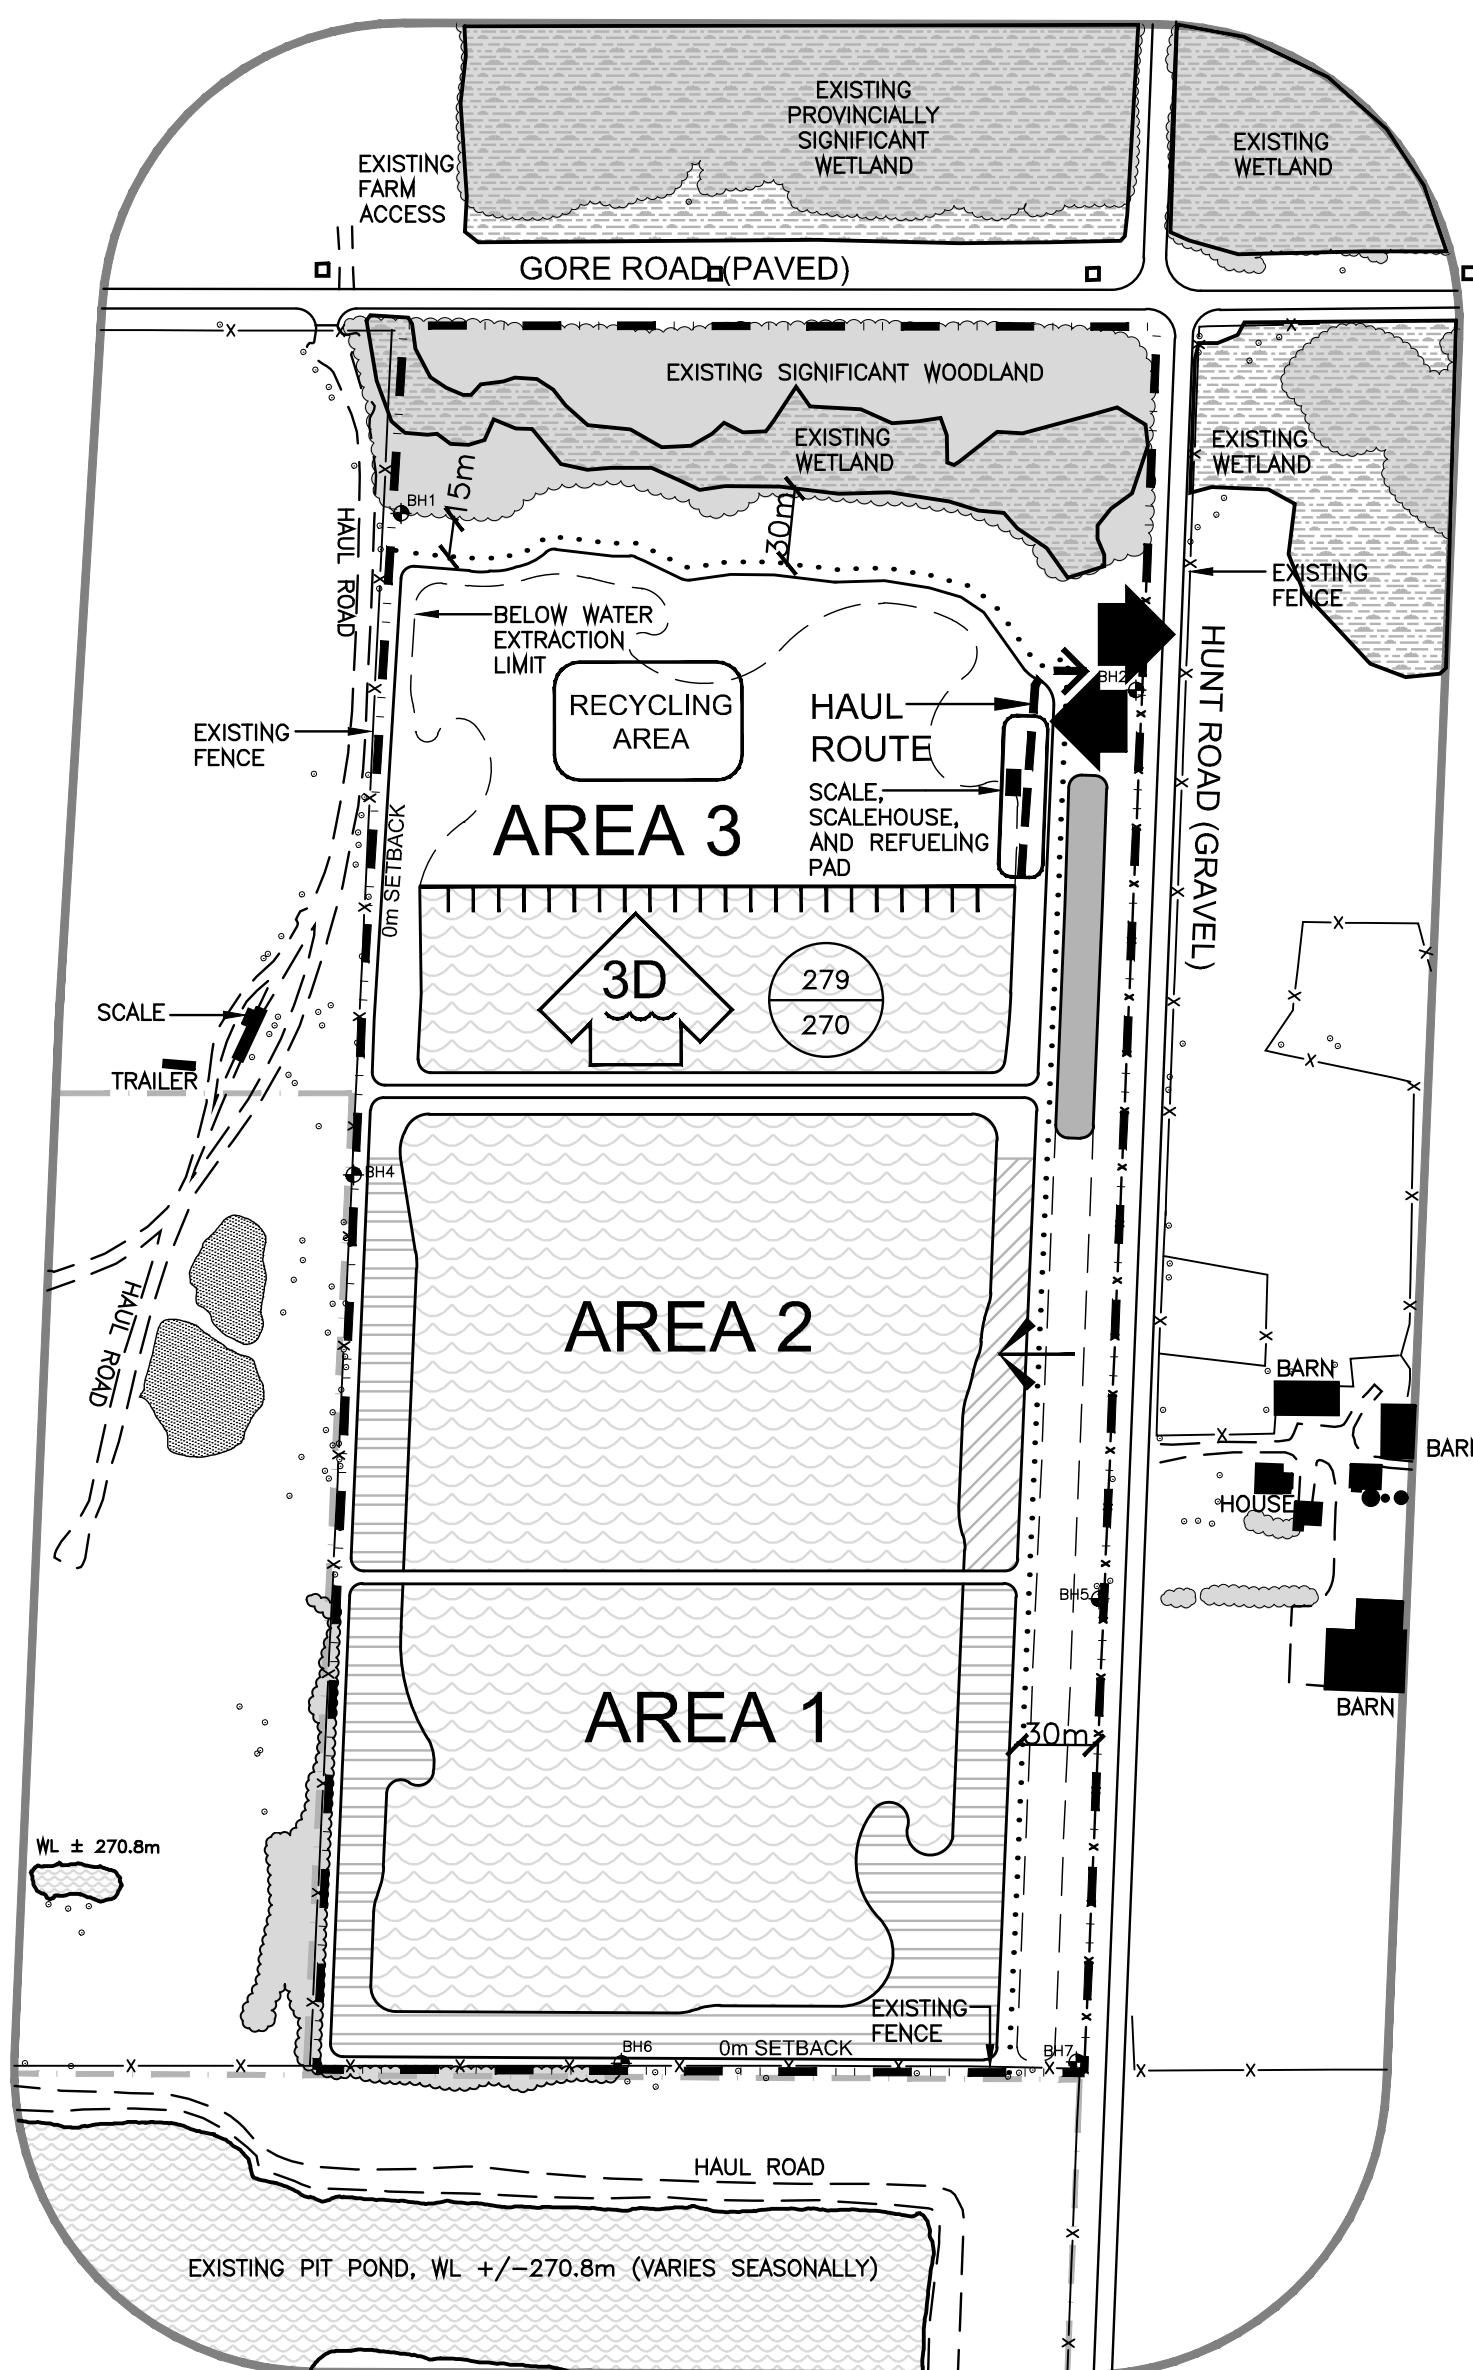 EXISTING
PROVINCIALLY
SIGNIFICANT
WETLAND
EXISTING
WETLAND
EXISTING
FARM
ACCESS
GORE ROAD (PAVED)
EXISTING SIGNIFICANT WOODLAND
EXISTING
WETLAND
EXISTING
WETLAND
15m
BH1
30m
HAUL ROAD
EXISTING
FENCE
BELOW WATER
EXTRACTION
LIMIT
HUNT ROAD (GRAVEL)
BH2
RECYCLING
AREA
HAUL
ROUTE
EXISTING
FENCE
SCALE,
SCALEHOUSE,
AND REFUELING
PAD
AREA 3
0m SETBACK
3D
279
270
SCALE
TRAILER
BH4
HAUL ROAD
AREA 2
BARN
BARN
HOUSE
BH5
BARN
AREA 1
30m
WL ± 270.8m
EXISTING
FENCE
BH6
0m SETBACK
BH7
HAUL ROAD
EXISTING PIT POND, WL +/-270.8m (VARIES SEASONALLY)